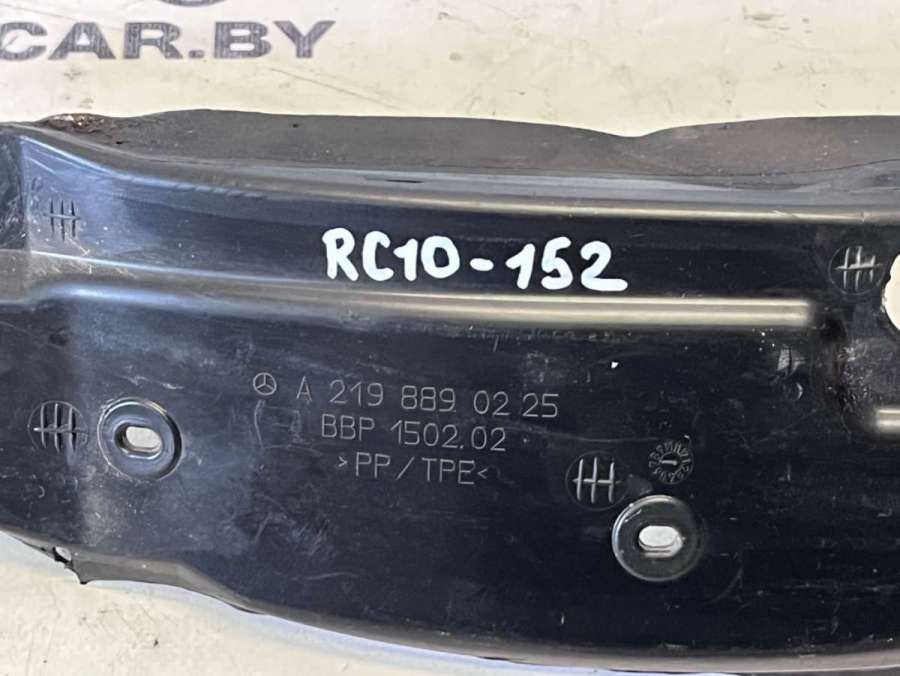 CAR.BY
RC10-152
A 219 889 02 25
BBP 1502.02
>PP/TPE<